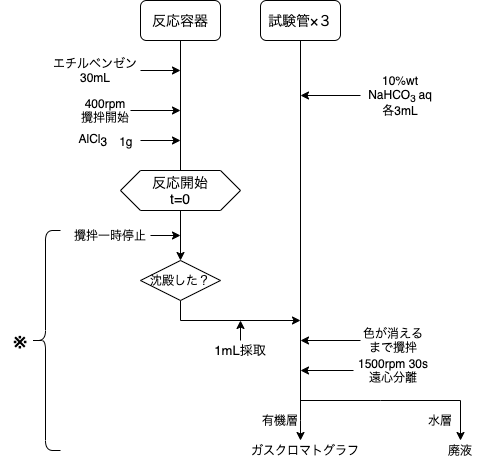 反応容器
試験管×３
エチルベンゼン
30mL
10%wt
NaHCO3 aq
各3mL
400rpm
攪拌開始
AlCl3 1g
反応開始
t=0
攪拌一時停止
沈殿した？
※
1mL採取
色が消える
まで攪拌
1500rpm 30s
遠心分離
有機層
水層
ガスクロマトグラフ
廃液